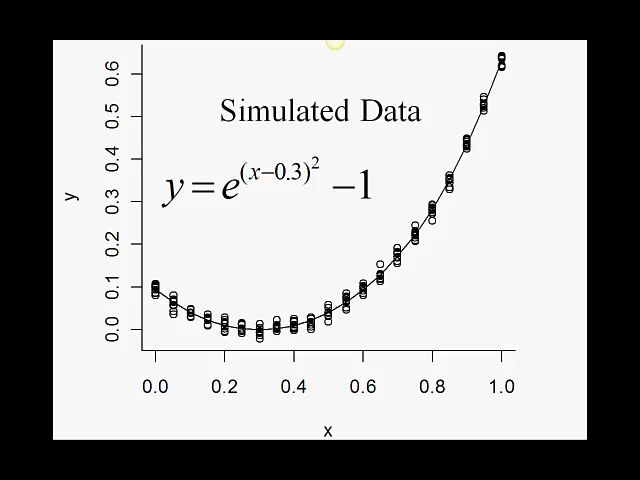 Simulated Data
y = e^{(x−0.3)^2} − 1
y
0.6
0.5
0.4
0.3
0.2
0.1
0.0
0.0 0.2 0.4 0.6 0.8 1.0
x